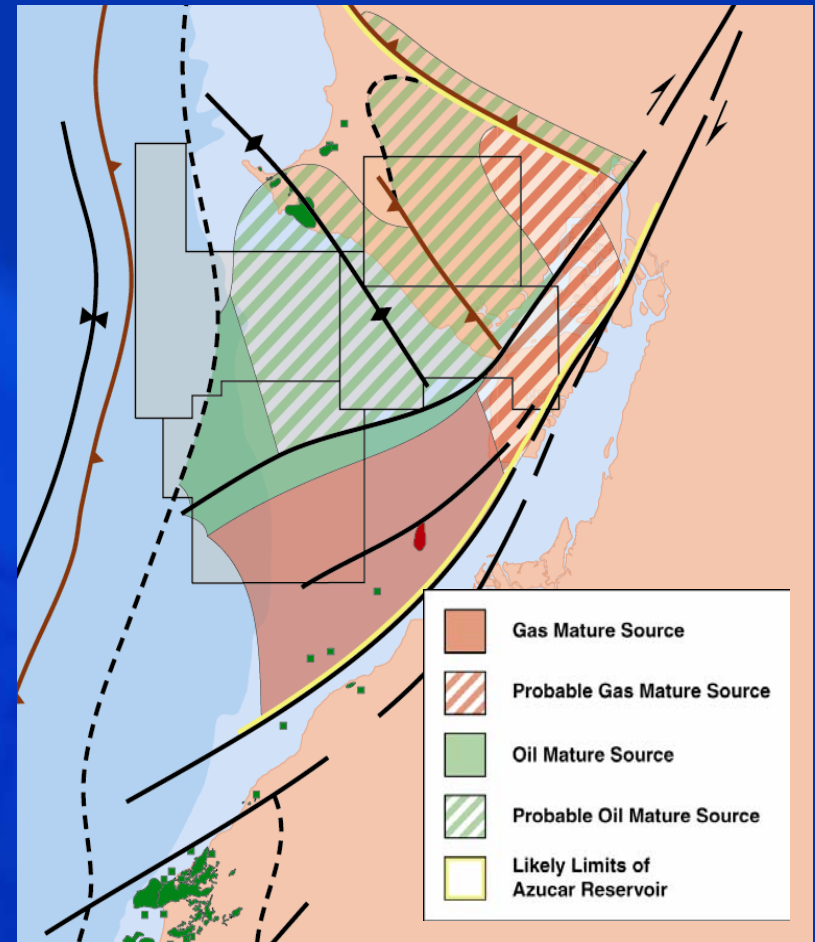 Gas Mature Source
Probable Gas Mature Source
Oil Mature Source
Probable Oil Mature Source
Likely Limits of
Azucar Reservoir